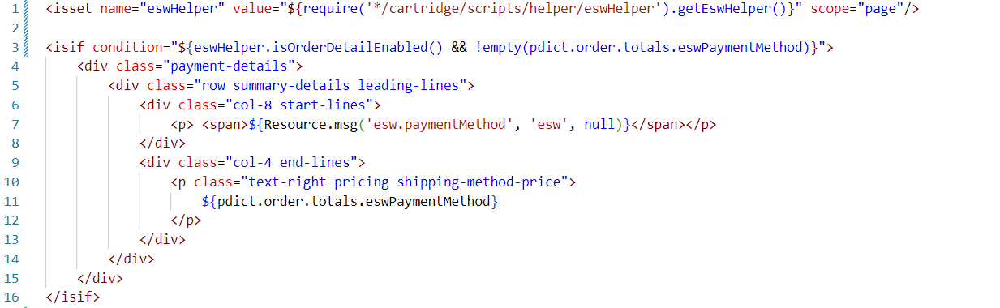 1 <isset name="eswHelper" value="${require('*/cartridge/scripts/helper/eswHelper').getEswHelper()}" scope="page"/>
2
3 <isif condition="${eswHelper.isOrderDetailEnabled() && !empty(pdict.order.totals.eswPaymentMethod)}">
4     <div class="payment-details">
5         <div class="row summary-details leading-lines">
6             <div class="col-8 start-lines">
7                 <p> <span>${Resource.msg('esw.paymentMethod', 'esw', null)}</span></p>
8             </div>
9             <div class="col-4 end-lines">
10                 <p class="text-right pricing shipping-method-price">
11                     ${pdict.order.totals.eswPaymentMethod}
12                 </p>
13             </div>
14         </div>
15     </div>
16 </isif>